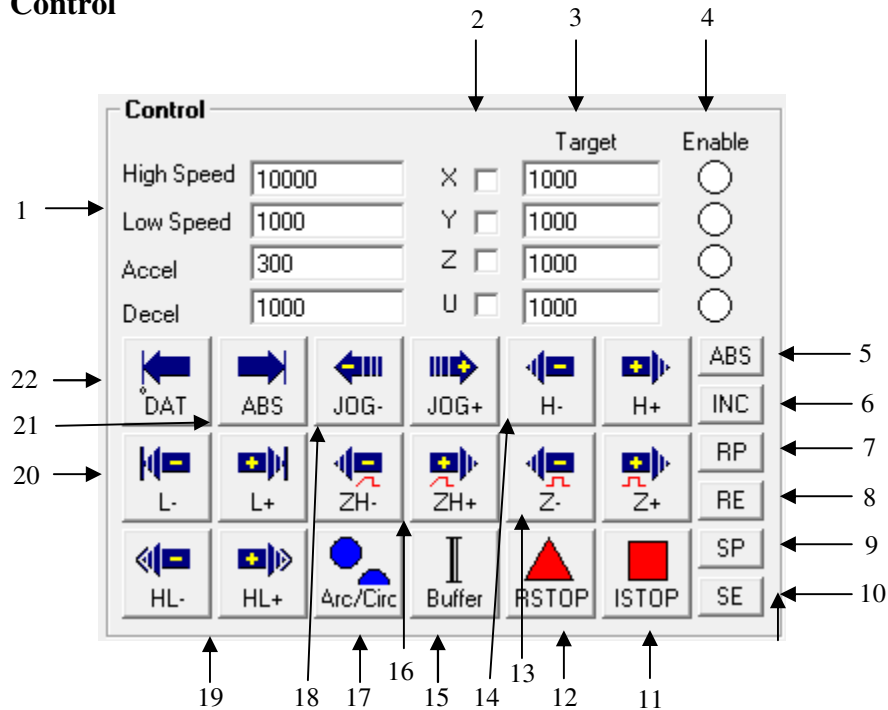 Control
2 3 4
Control
Target Enable
High Speed 10000 X 1000
1
Low Speed 1000 Y 1000
Accel 300 Z 1000
Decel 1000 U 1000
DAT ABS JOG- JOG+ H- H+ ABS 5
22
INC 6
21
L- L+ ZH- ZH+ Z- Z+ RP 7
20
RE 8
HL- HL+ Arc/Circ Buffer RSTOP ISTOP SP 9
SE 10
19 18 17 16 15 14 13 12 11